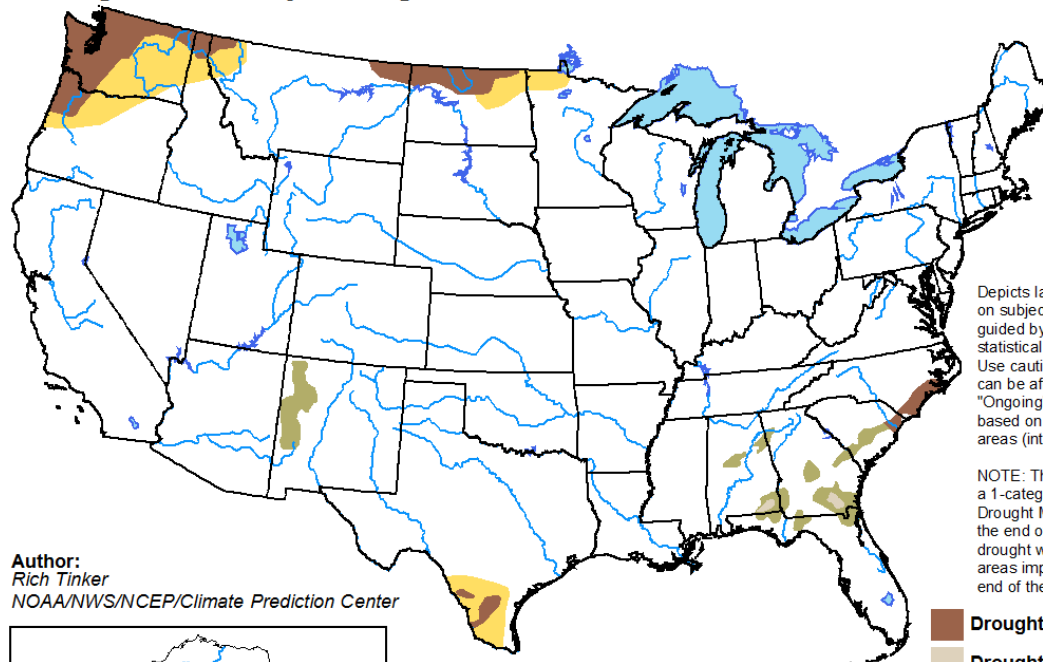 Depicts la
on subjec
guided by
statistical
Use cauti
can be af
"Ongoing
based on
areas (int
NOTE: Th
a 1-categ
Drought M
the end o
drought w
areas imp
end of the
Author:
Rich Tinker
NOAA/NWS/NCEP/Climate Prediction Center
Drought
Drought